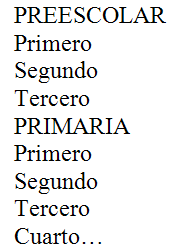 PREESCOLAR
Primero
Segundo
Tercero
PRIMARIA
Primero
Segundo
Tercero
Cuarto…